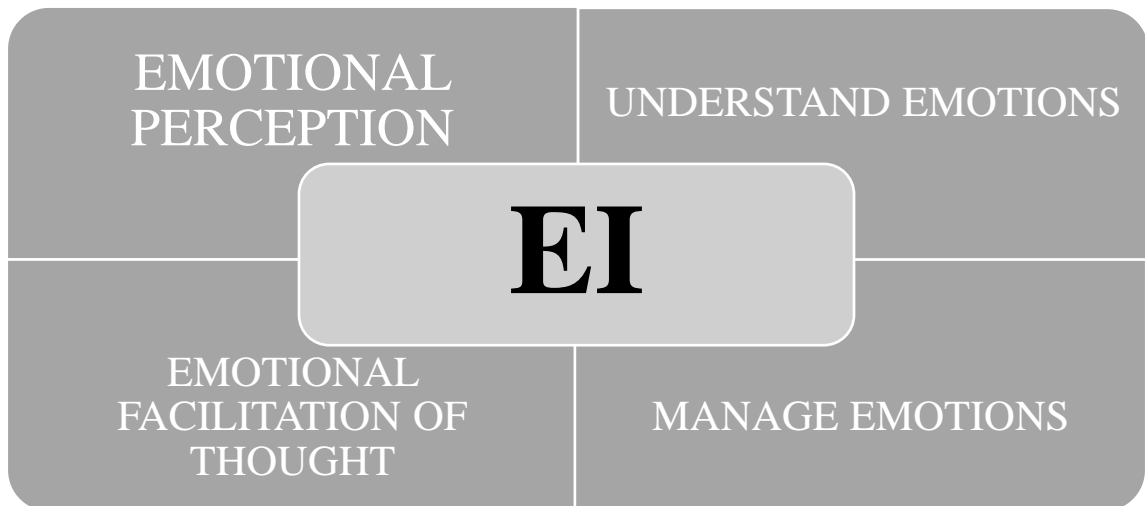 EMOTIONAL
PERCEPTION
UNDERSTAND EMOTIONS
EI
EMOTIONAL
FACILITATION OF
THOUGHT
MANAGE EMOTIONS